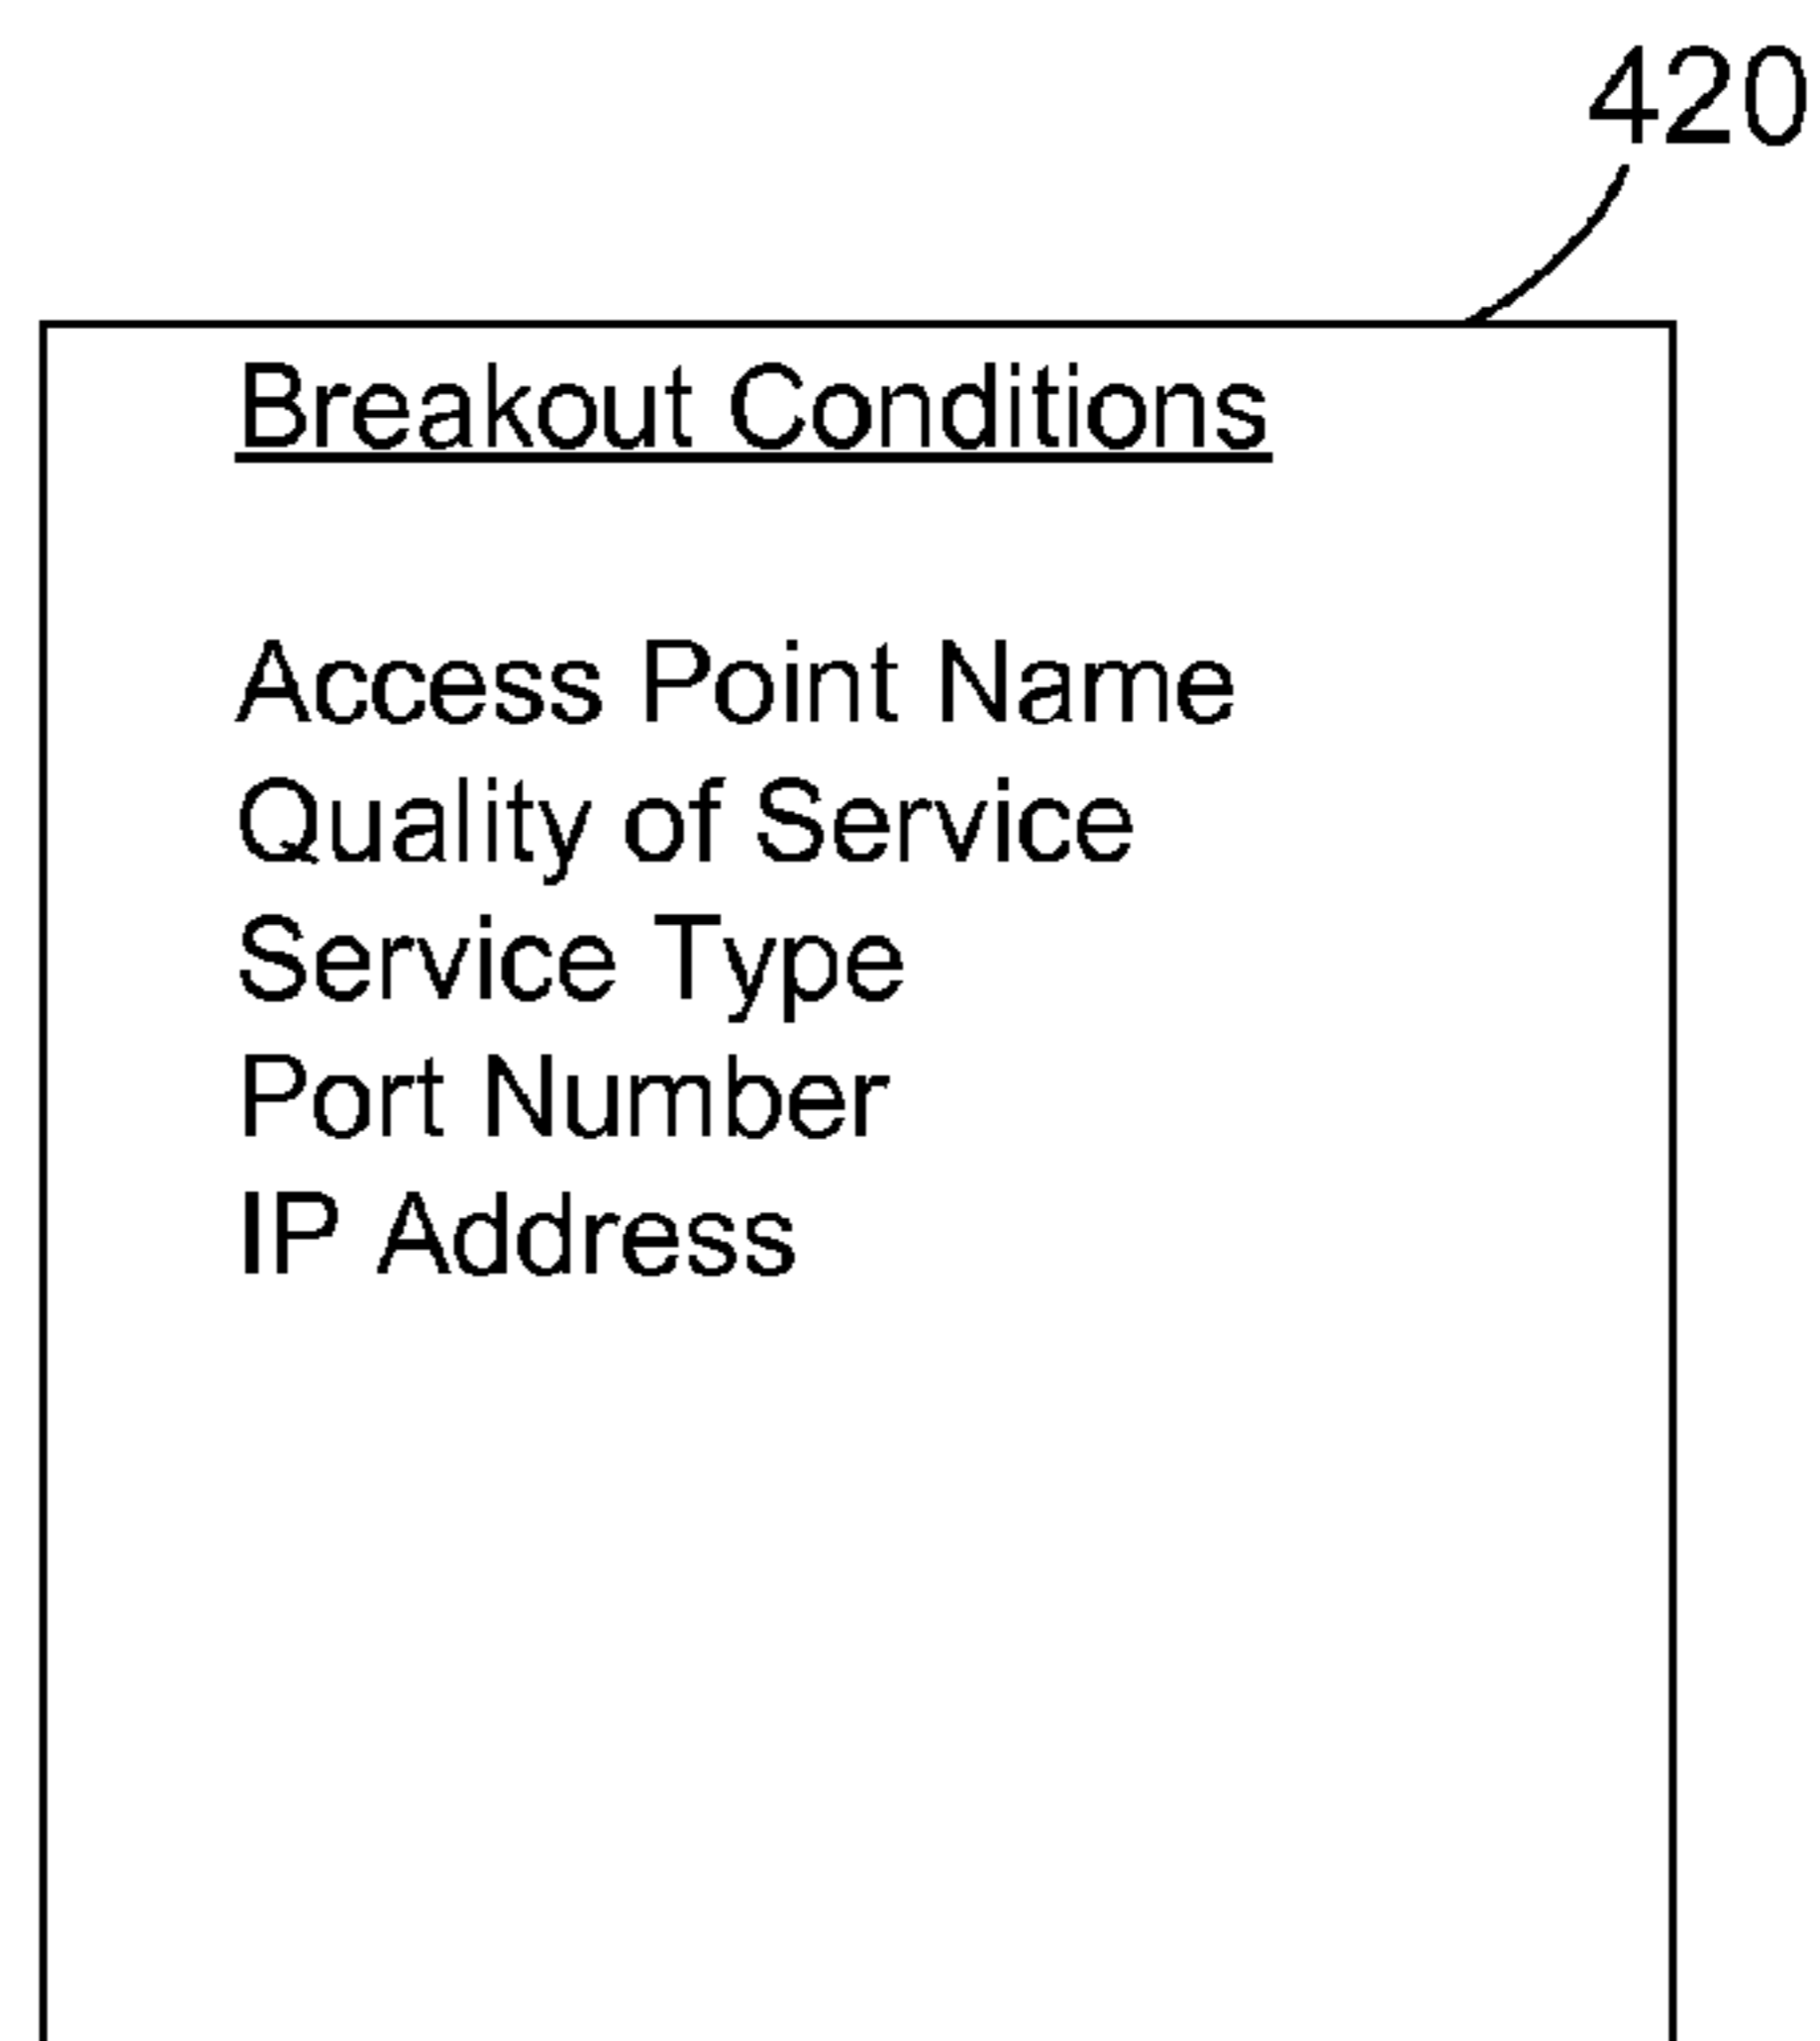 420
Breakout Conditions
Access Point Name
Quality of Service
Service Type
Port Number
IP Address